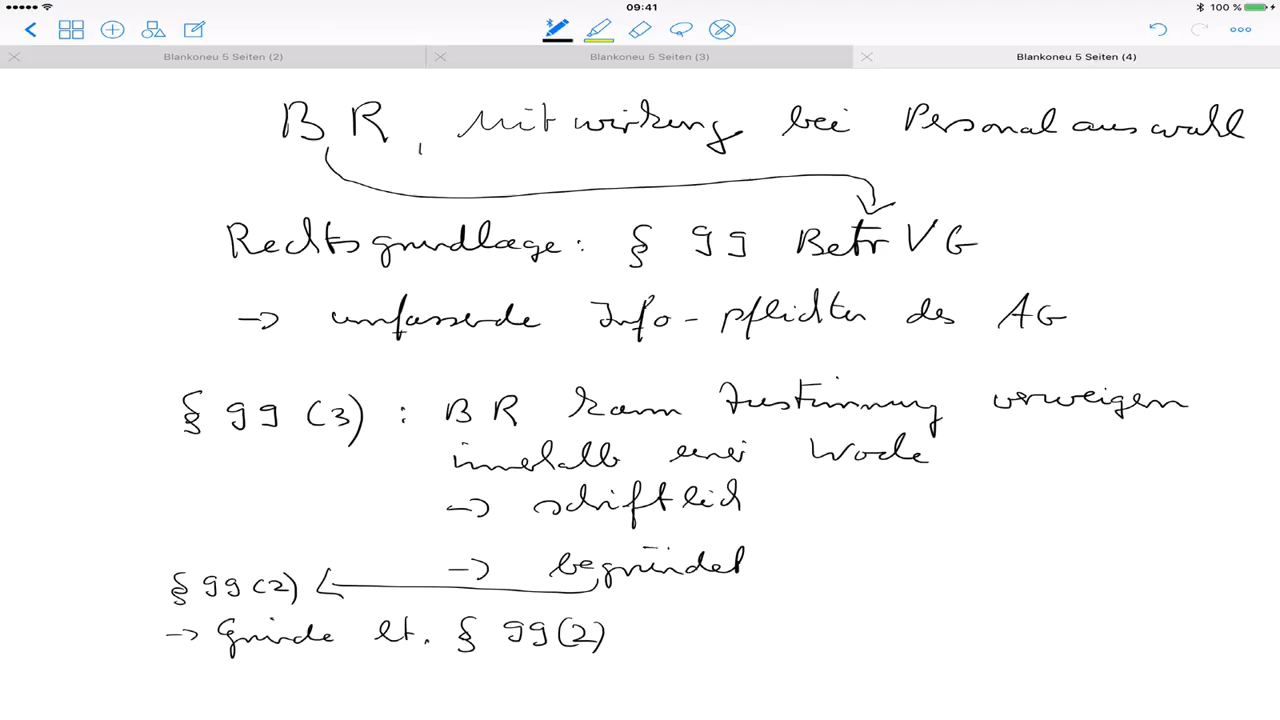 09:41
100 %
Blankoneu 5 Seiten (2)
Blankoneu 5 Seiten (3)
Blankoneu 5 Seiten (4)
BR, Mitwirkung bei Personalauswahl
Rechtsgrundlage: § 99 BetrVG
→ umfassende Info-pflichten des AG
§ 99 (3) : BR kann Zustimmung verweigern
innerhalb einer Woche
→ schriftlich
→ begründet
§ 99 (2) ←
→ Gründe lt. § 99 (2)